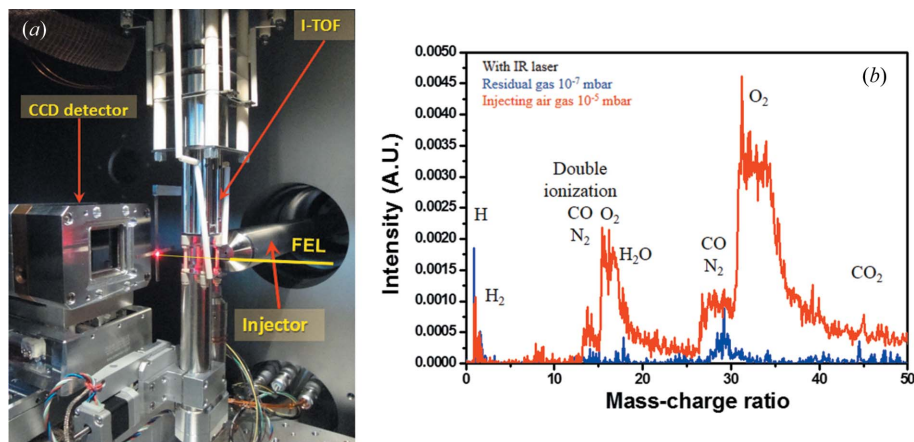 (a)
I-TOF
CCD detector
FEL
Injector
(b)
With IR laser
Residual gas 10⁻⁷ mbar
Injecting air gas 10⁻⁵ mbar
O₂
Double
ionization
CO O₂
N₂
H₂O
H
H₂
CO
N₂
CO₂
Intensity (A.U.)
0.0050
0.0045
0.0040
0.0035
0.0030
0.0025
0.0020
0.0015
0.0010
0.0005
0.0000
0 10 20 30 40 50
Mass-charge ratio